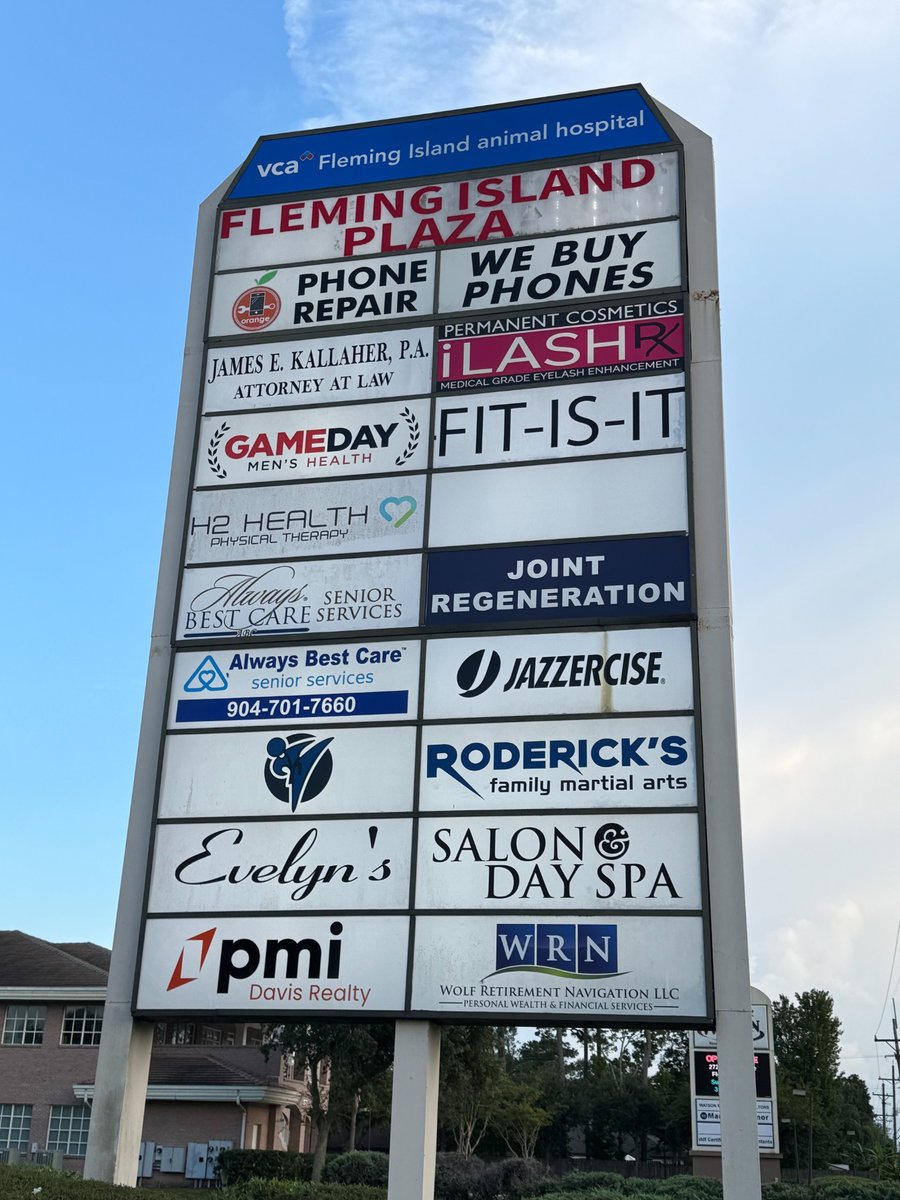 vca Fleming Island animal hospital
FLEMING ISLAND
PLAZA
orange
PHONE
REPAIR
WE BUY
PHONES
JAMES E. KALLAHER, P.A.
ATTORNEY AT LAW
PERMANENT COSMETICS
iLASHRX
MEDICAL GRADE EYELASH ENHANCEMENT
GAMEDAY
MEN'S HEALTH
FIT-IS-IT
H2 HEALTH
PHYSICAL THERAPY
Always®
BEST CARE
SENIOR
SERVICES
JOINT
REGENERATION
Always Best Care™
senior services
904-701-7660
JAZZERCISE®
RODERICK'S
family martial arts
Evelyn's
SALON &
DAY SPA
pmi
Davis Realty
WRN
WOLF RETIREMENT NAVIGATION LLC
PERSONAL WEALTH & FINANCIAL SERVICES